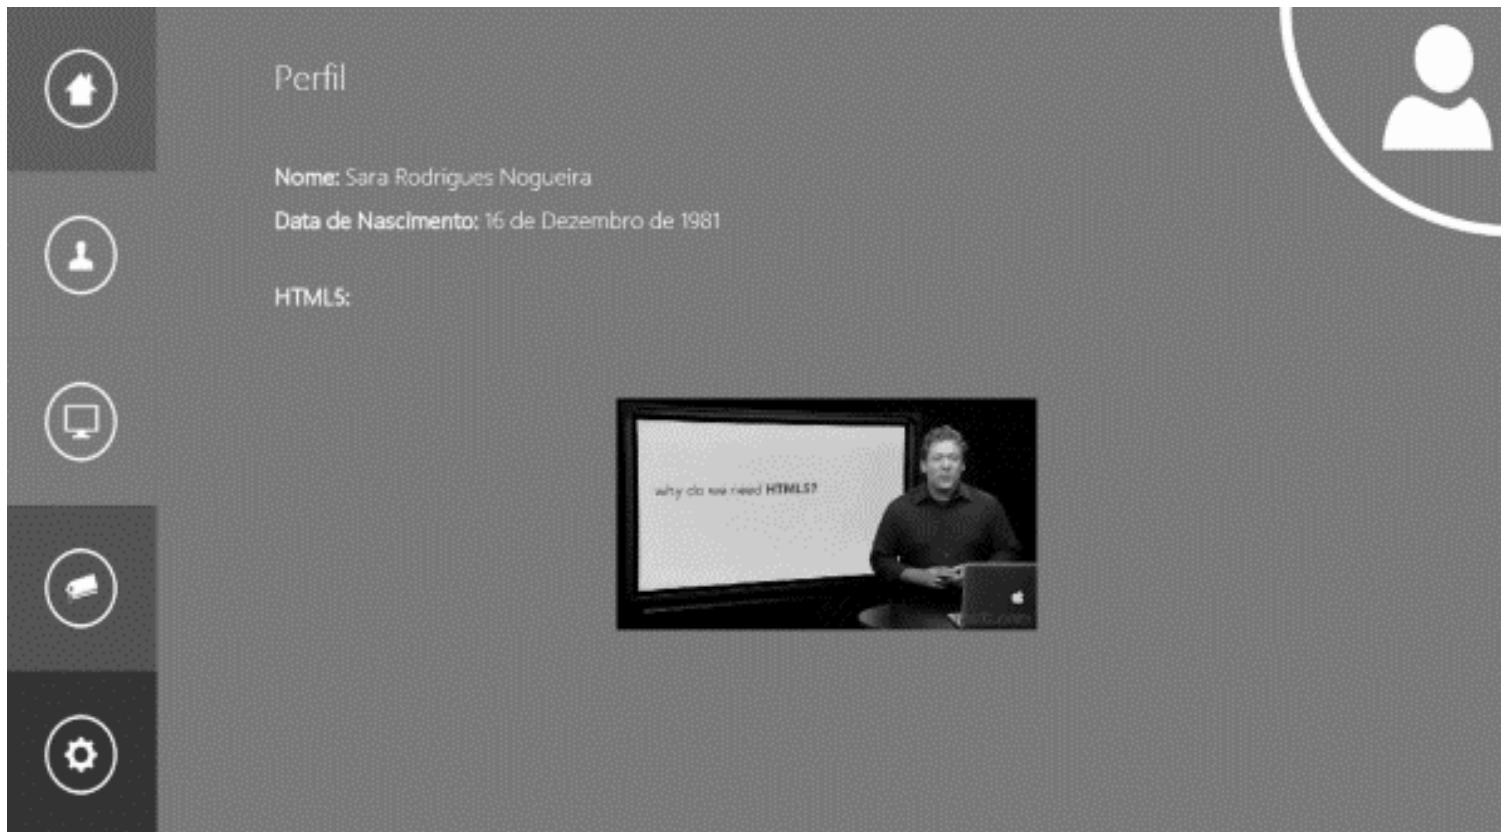 Perfil
Nome: Sara Rodrigues Nogueira
Data de Nascimento: 16 de Dezembro de 1981
HTML5:
why do we need HTML5?